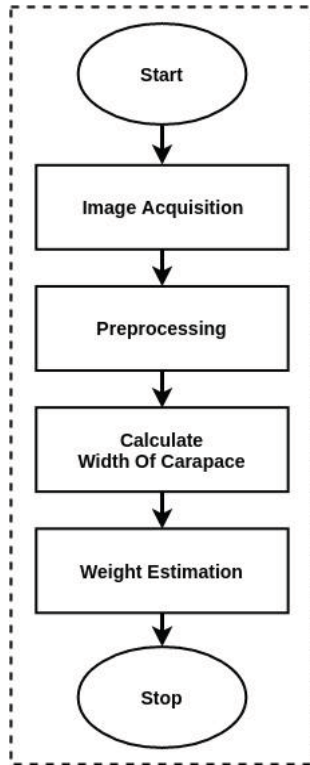 Start
Image Acquisition
Preprocessing
Calculate
Width Of Carapace
Weight Estimation
Stop